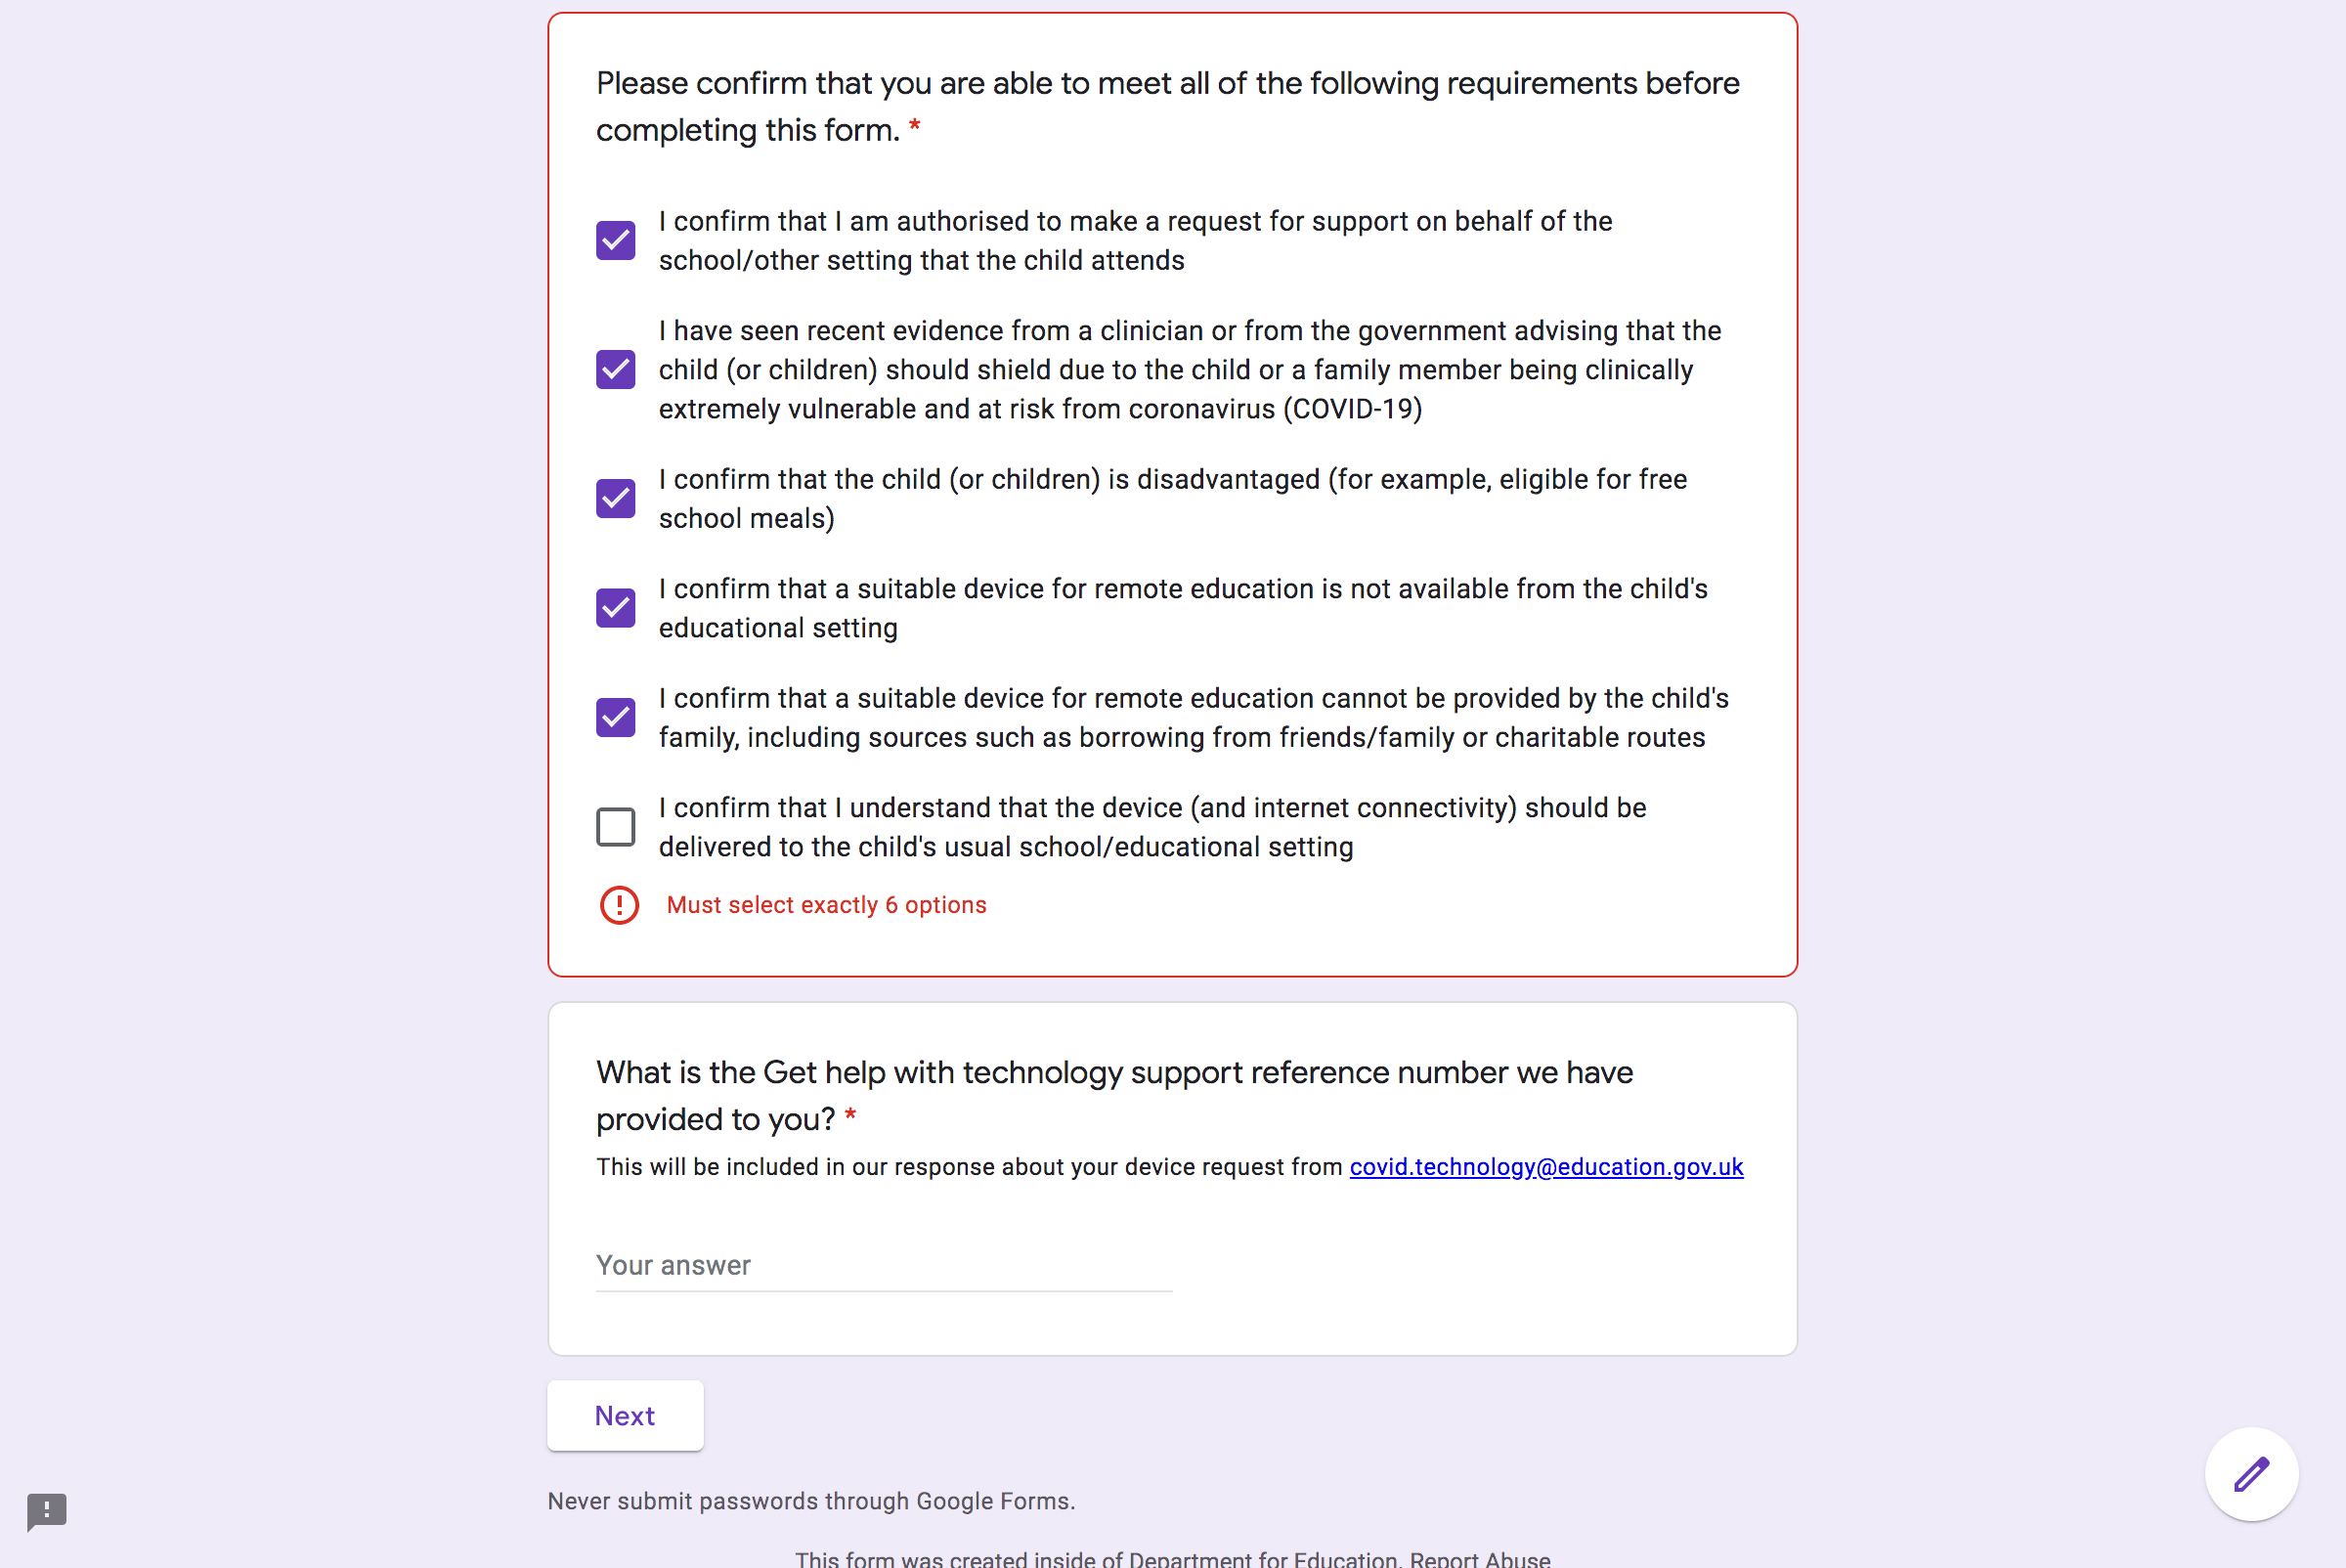 Please confirm that you are able to meet all of the following requirements before
completing this form. *
I confirm that I am authorised to make a request for support on behalf of the
school/other setting that the child attends
I have seen recent evidence from a clinician or from the government advising that the
child (or children) should shield due to the child or a family member being clinically
extremely vulnerable and at risk from coronavirus (COVID-19)
I confirm that the child (or children) is disadvantaged (for example, eligible for free
school meals)
I confirm that a suitable device for remote education is not available from the child's
educational setting
I confirm that a suitable device for remote education cannot be provided by the child's
family, including sources such as borrowing from friends/family or charitable routes
I confirm that I understand that the device (and internet connectivity) should be
delivered to the child's usual school/educational setting
Must select exactly 6 options
What is the Get help with technology support reference number we have
provided to you? *
This will be included in our response about your device request from covid.technology@education.gov.uk
Your answer
Next
Never submit passwords through Google Forms.
This form was created inside of Department for Education. Report Abuse